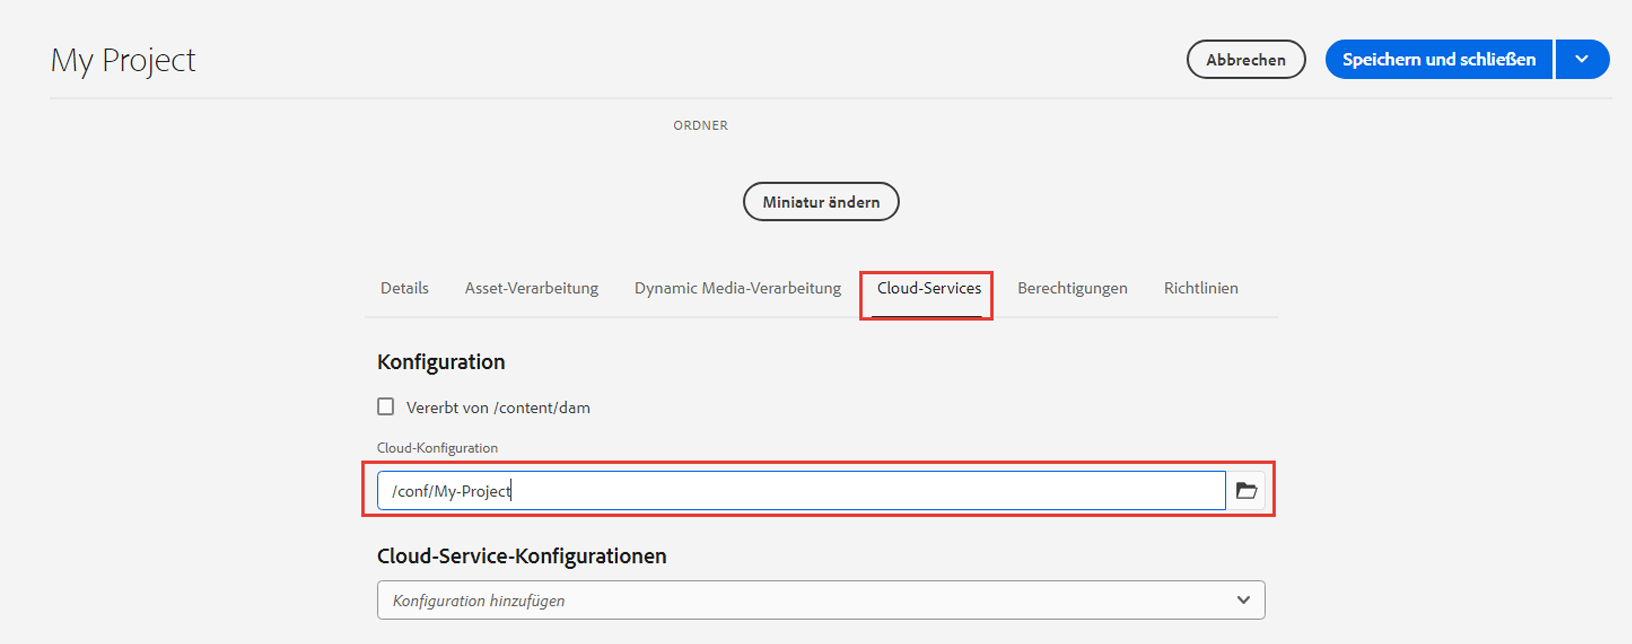 My Project
Abbrechen
Speichern und schließen
ORDNER
Miniatur ändern
Details Asset-Verarbeitung Dynamic Media-Verarbeitung Cloud-Services Berechtigungen Richtlinien
Konfiguration
Vererbt von /content/dam
Cloud-Konfiguration
/conf/My-Project
Cloud-Service-Konfigurationen
Konfiguration hinzufügen